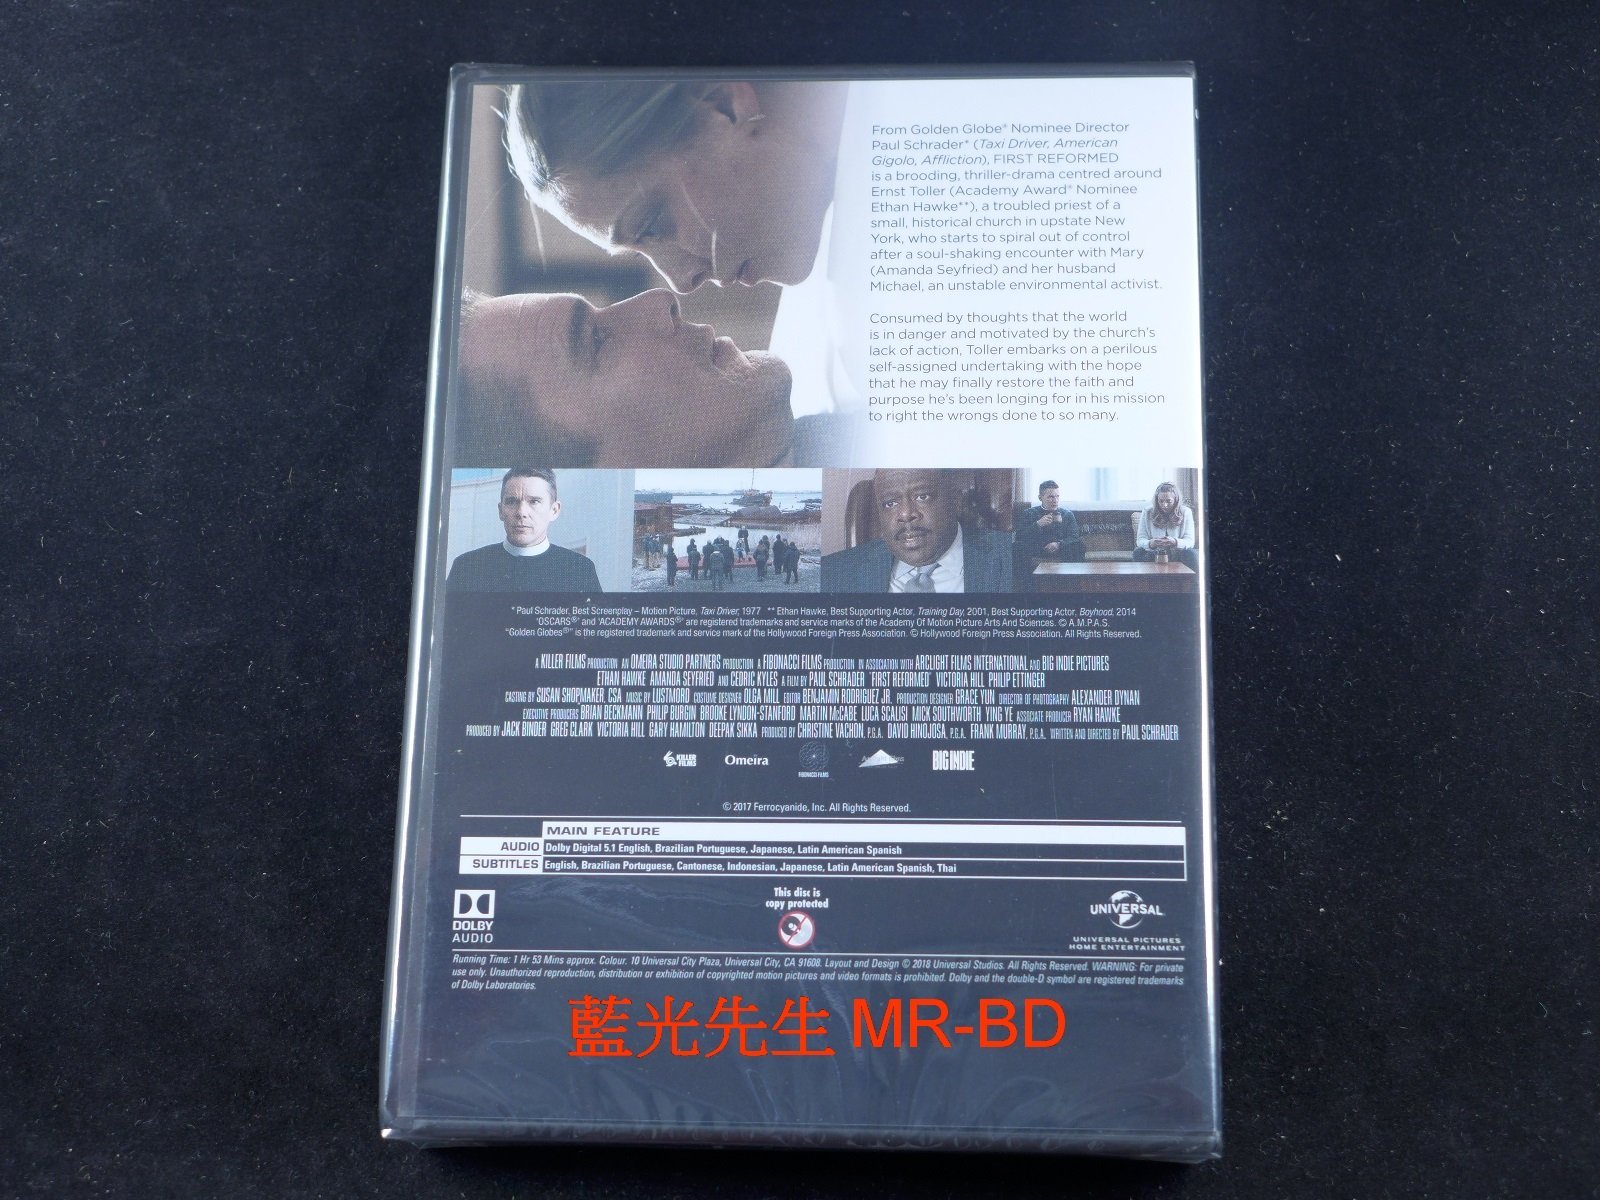 From Golden Globe® Nominee Director
Paul Schrader* (Taxi Driver, American
Gigolo, Affliction), FIRST REFORMED
is a brooding, thriller-drama centred around
Ernst Toller (Academy Award® Nominee
Ethan Hawke**), a troubled priest of a
small, historical church in upstate New
York, who starts to spiral out of control
after a soul-shaking encounter with Mary
(Amanda Seyfried) and her husband
Michael, an unstable environmental activist.
Consumed by thoughts that the world
is in danger and motivated by the church's
lack of action, Toller embarks on a perilous
self-assigned undertaking with the hope
that he may finally restore the faith and
purpose he's been longing for in his mission
to right the wrongs done to so many.
* Paul Schrader, Best Screenplay – Motion Picture, Taxi Driver, 1977 ** Ethan Hawke, Best Supporting Actor, Training Day, 2001, Best Supporting Actor, Boyhood, 2014
'OSCARS®' and 'ACADEMY AWARDS®' are registered trademarks and service marks of the Academy Of Motion Picture Arts And Sciences. © A.M.P.A.S.
"Golden Globes®" is the registered trademark and service mark of the Hollywood Foreign Press Association. © Hollywood Foreign Press Association. All Rights Reserved.
A KILLER FILMS PRODUCTION AN OMEIRA STUDIO PARTNERS PRODUCTION A FIBONACCI FILMS PRODUCTION IN ASSOCIATION WITH ARCLIGHT FILMS INTERNATIONAL AND BIG INDIE PICTURES
ETHAN HAWKE AMANDA SEYFRIED AND CEDRIC KYLES A FILM BY PAUL SCHRADER "FIRST REFORMED" VICTORIA HILL PHILIP ETTINGER
CASTING BY SUSAN SHOPMAKER, CSA MUSIC BY LUSTMORD COSTUME DESIGNER OLGA MILL EDITOR BENJAMIN RODRIGUEZ JR. PRODUCTION DESIGNER GRACE YUN DIRECTOR OF PHOTOGRAPHY ALEXANDER DYNAN
EXECUTIVE PRODUCERS BRIAN BECKMANN PHILIP BURGIN BROOKE LYNDON-STANFORD MARTIN McCABE LUCA SCALISI MICK SOUTHWORTH YING YE ASSOCIATE PRODUCER RYAN HAWKE
PRODUCED BY JACK BINDER GREG CLARK VICTORIA HILL GARY HAMILTON DEEPAK SIKKA PRODUCED BY CHRISTINE VACHON, P.G.A. DAVID HINOJOSA, P.G.A. FRANK MURRAY, P.G.A. WRITTEN AND DIRECTED BY PAUL SCHRADER
KILLER FILMS Omeira FIBONACCI FILMS BIG INDIE
© 2017 Ferrocyanide, Inc. All Rights Reserved.
MAIN FEATURE
AUDIO Dolby Digital 5.1 English, Brazilian Portuguese, Japanese, Latin American Spanish
SUBTITLES English, Brazilian Portuguese, Cantonese, Indonesian, Japanese, Latin American Spanish, Thai
DOLBY
AUDIO
This disc is
copy protected
UNIVERSAL
UNIVERSAL PICTURES
HOME ENTERTAINMENT
Running Time: 1 Hr 53 Mins approx. Colour. 10 Universal City Plaza, Universal City, CA 91608. Layout and Design © 2018 Universal Studios. All Rights Reserved. WARNING: For private
use only. Unauthorized reproduction, distribution or exhibition of copyrighted motion pictures and video formats is prohibited. Dolby and the double-D symbol are registered trademarks
of Dolby Laboratories.
藍光先生 MR-BD